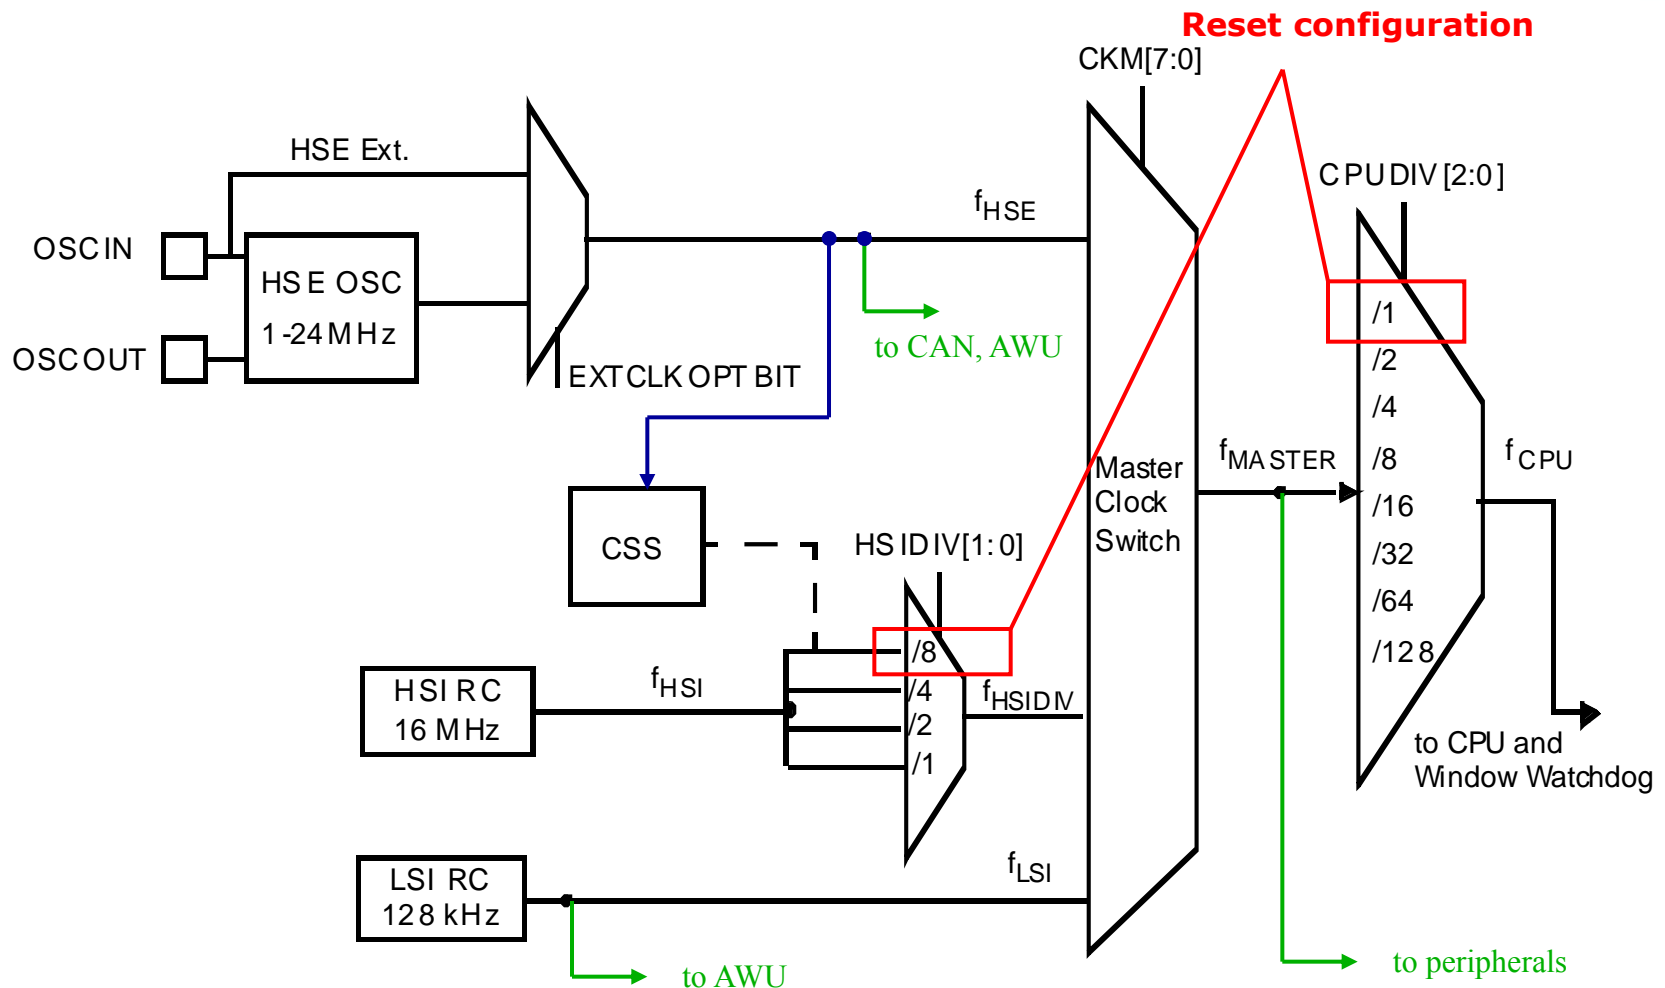 Reset configuration
CKM[7:0]
HSE Ext.
CPUDIV[2:0]
fHSE
OSCIN
HSE OSC
1-24MHz
/1
to CAN, AWU
OSCOUT
/2
EXTCLK OPT BIT
/4
fMASTER
fCPU
/8
Master
Clock
Switch
/16
CSS
HSIDIV[1:0]
/32
/64
/8
/128
HSI RC
16 MHz
fHSI
/4
fHSIDIV
/2
/1
to CPU and
Window Watchdog
LSI RC
128 kHz
fLSI
to AWU
to peripherals